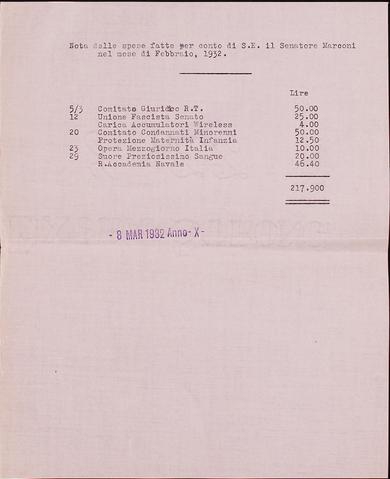 Nota delle spese fatte per conto di S.E. il Senatore Marconi
nel mese di Febbraio, 1932.
Lire
5/3 Comitato Giuridico R.T. 50.00
12 Unione Fascista Senato 25.00
Carica Accumulatori Wireless 4.00
20 Comitato Condannati Minorenni 50.00
Protezione Maternità Infanzia 12.50
23 Opera Mezzogiorno Italia 10.00
29 Suore Preziosissimo Sangue 20.00
R.Accademia Navale 46.40
217.900
- 8 MAR 1932 Anno-X-